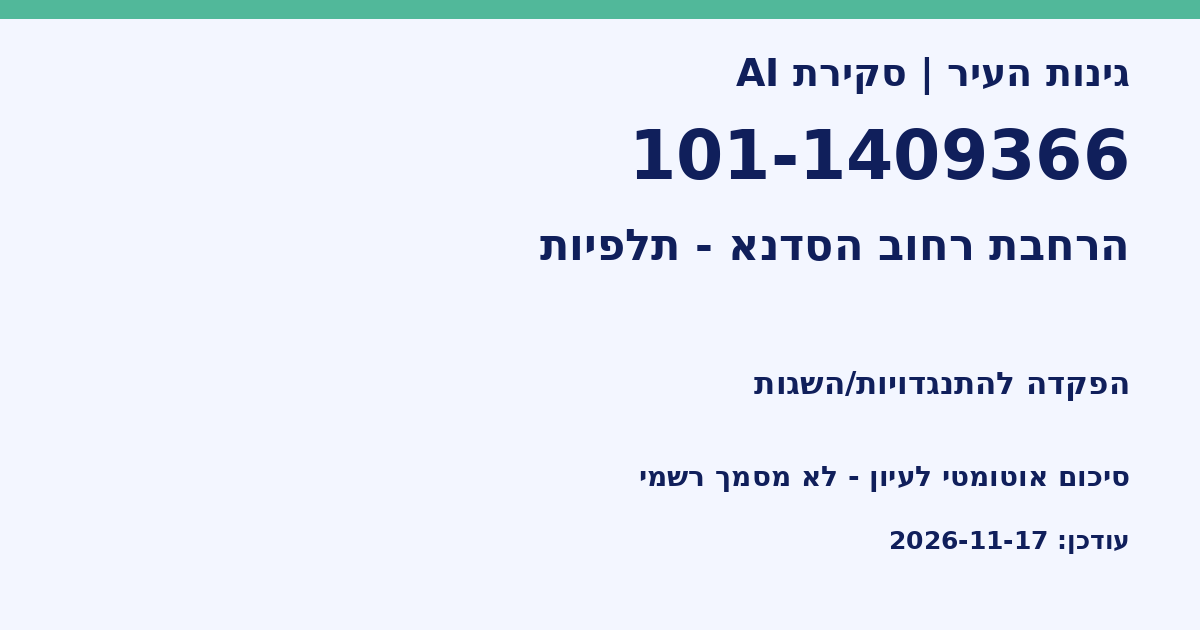 גינות העיר | סקירת AI
101-1409366
הרחבת רחוב הסדנא - תלפיות
הפקדה להתנגדויות/השגות
סיכום אוטומטי לעיון - לא מסמך רשמי
עודכן: 2026-11-17